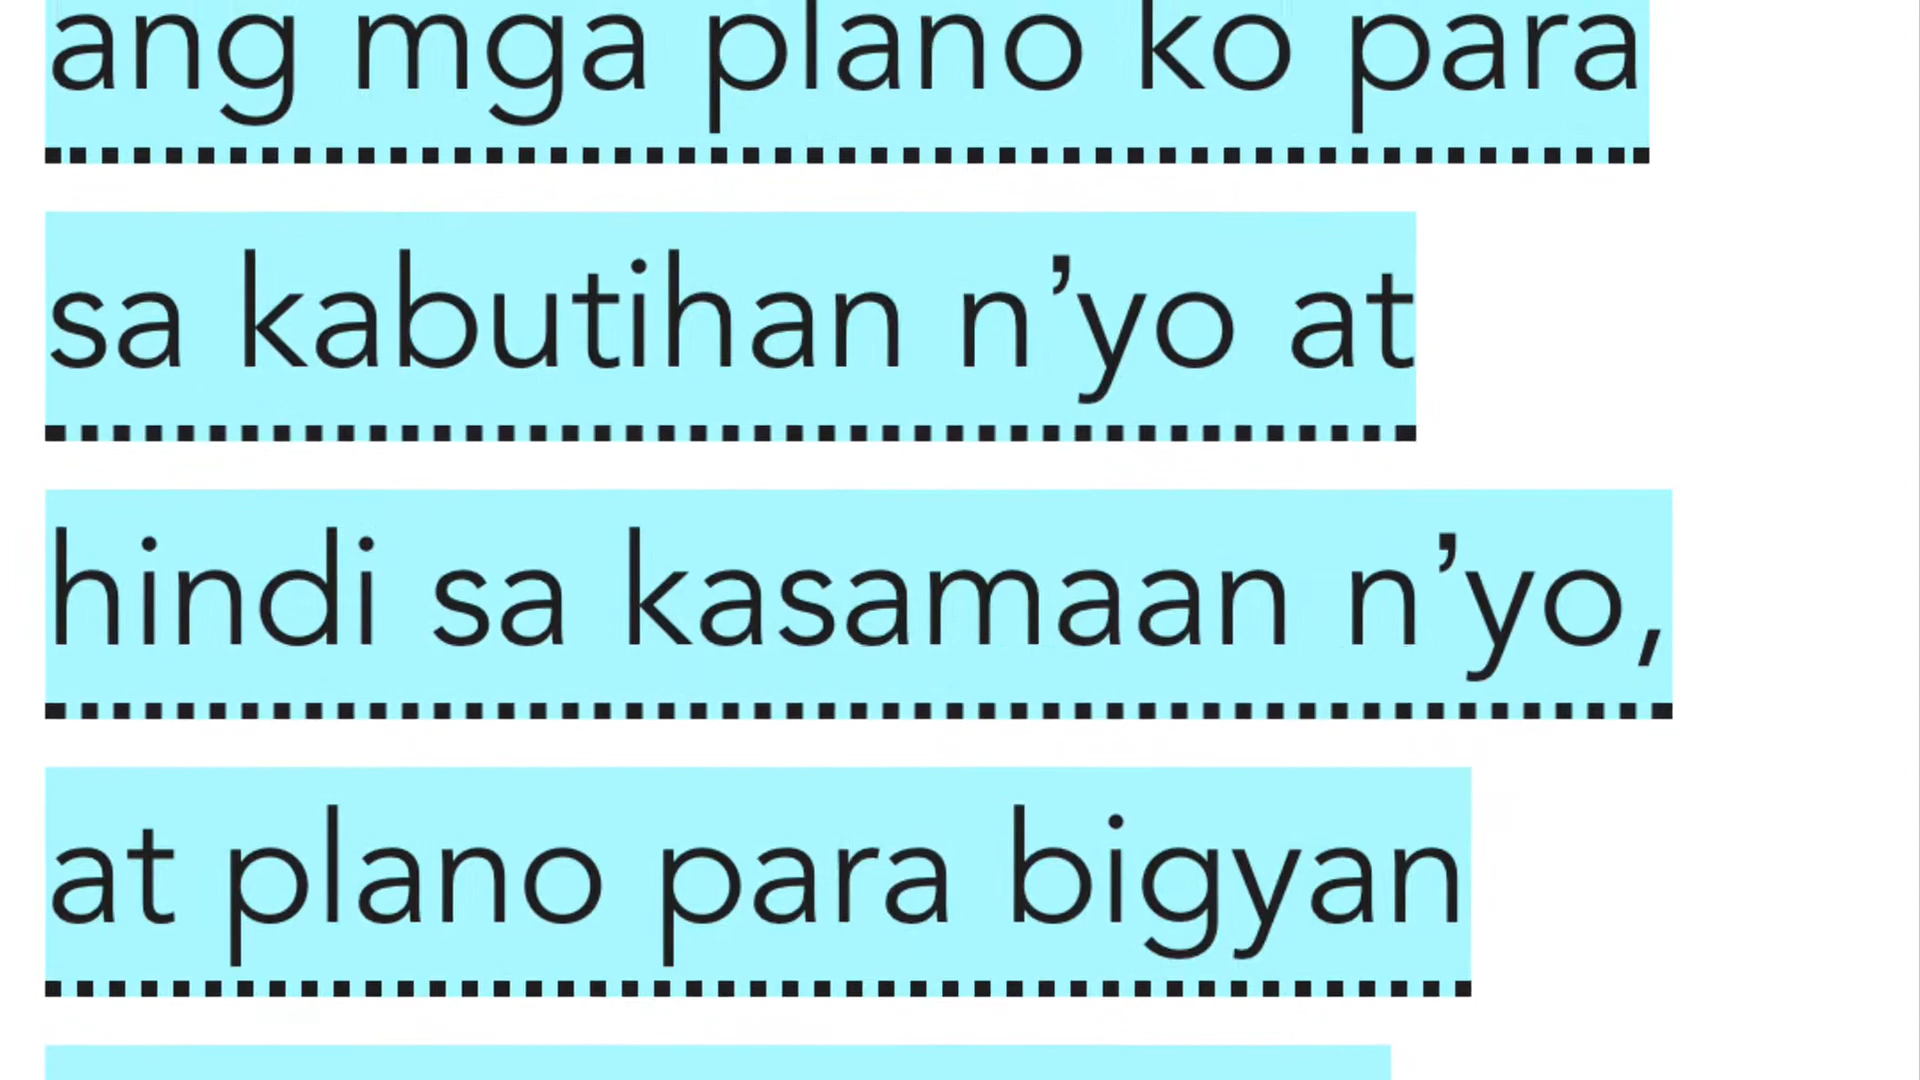 ang mga plano ko para
sa kabutihan n’yo at
hindi sa kasamaan n’yo,
at plano para bigyan